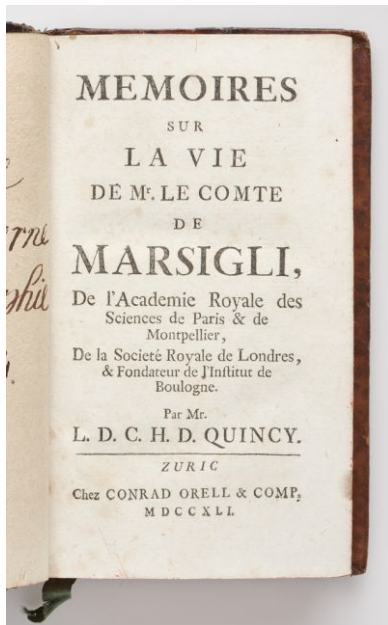 MEMOIRES
SUR
LA VIE
DE Mr. LE COMTE
DE
MARSIGLI,
De l'Academie Royale des
Sciences de Paris & de
Montpellier,
De la Societé Royale de Londres,
& Fondateur de l'Institut de
Boulogne.
Par Mr.
L. D. C. H. D. QUINCY.
ZURIC
Chez CONRAD ORELL & COMP.
MDCCXLI.